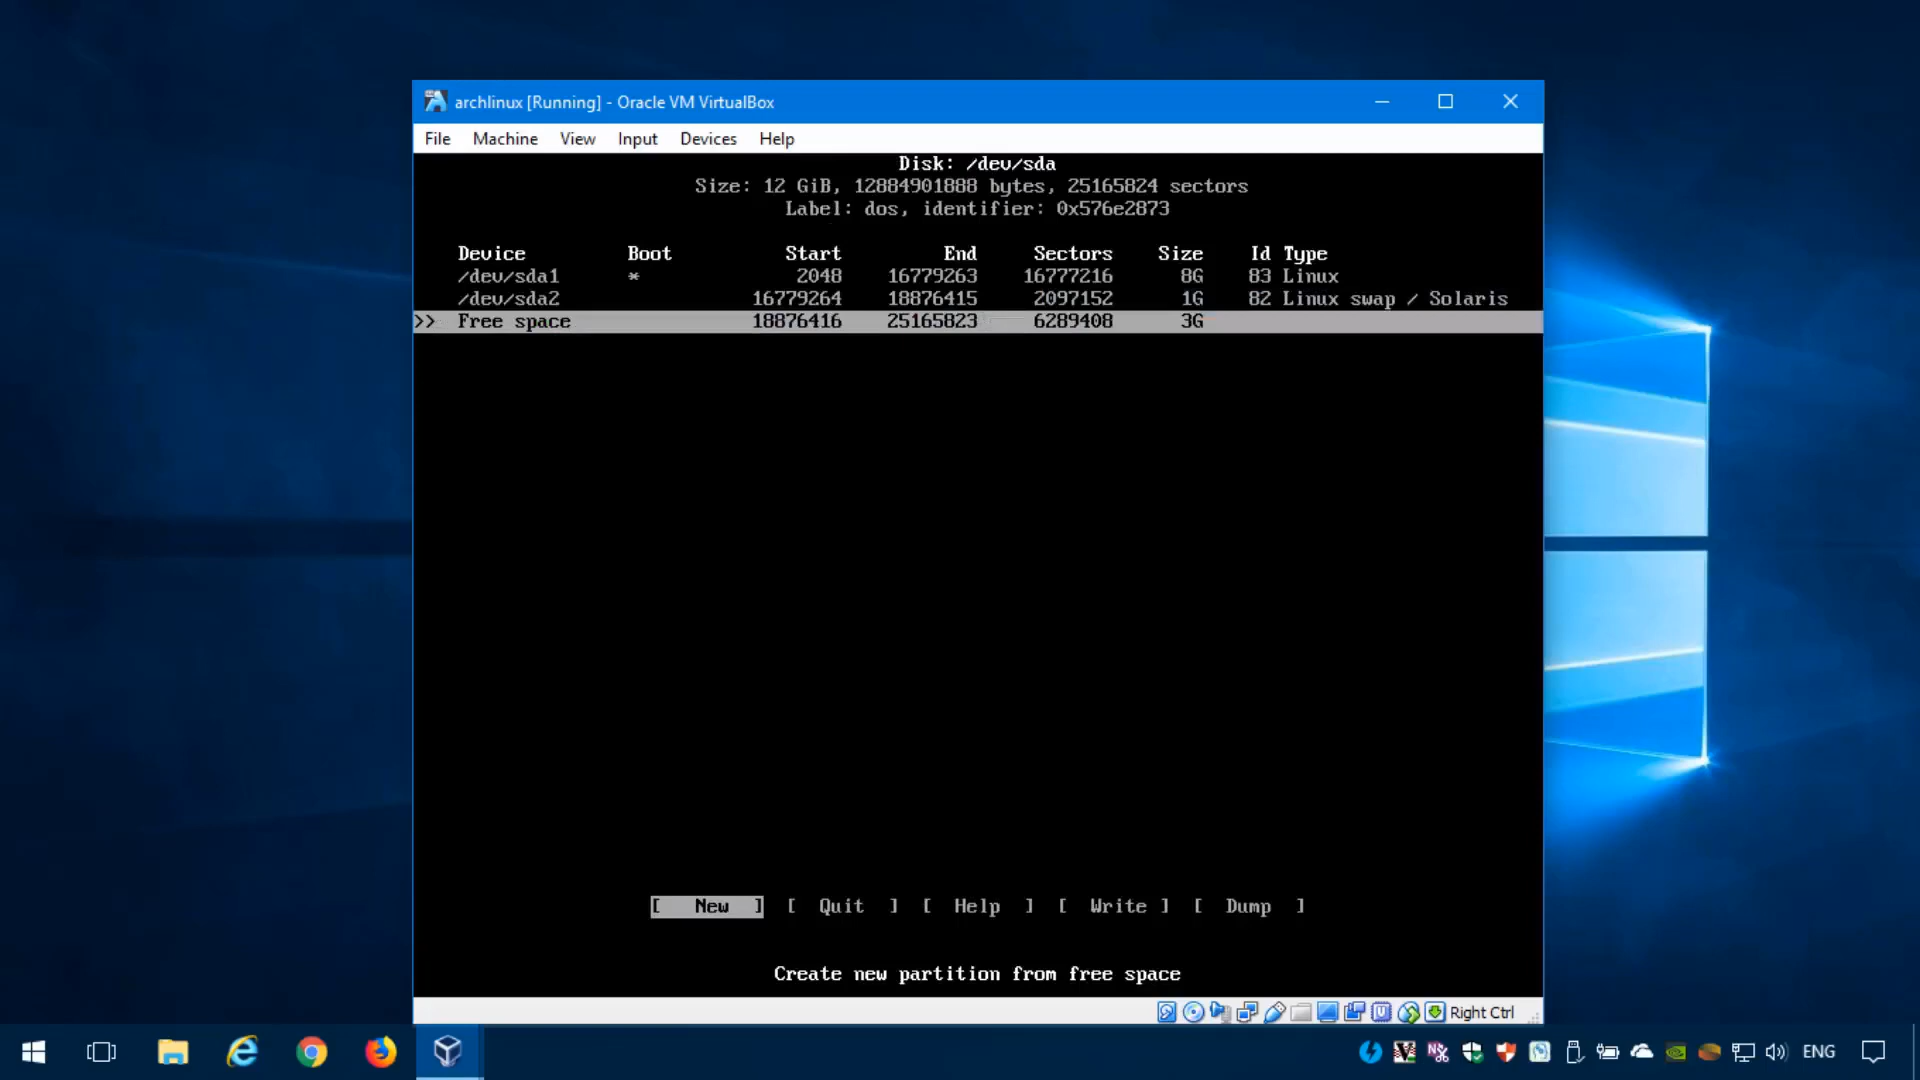 archlinux [Running] - Oracle VM VirtualBox
File Machine View Input Devices Help
Disk: /dev/sda
Size: 12 GiB, 12884901888 bytes, 25165824 sectors
Label: dos, identifier: 0x576e2873
Device Boot Start End Sectors Size Id Type
/dev/sda1 * 2048 16779263 16777216 8G 83 Linux
/dev/sda2 16779264 18876415 2097152 1G 82 Linux swap / Solaris
>> Free space 18876416 25165823 6289408 3G
[ New ] [ Quit ] [ Help ] [ Write ] [ Dump ]
Create new partition from free space
Right Ctrl
ENG